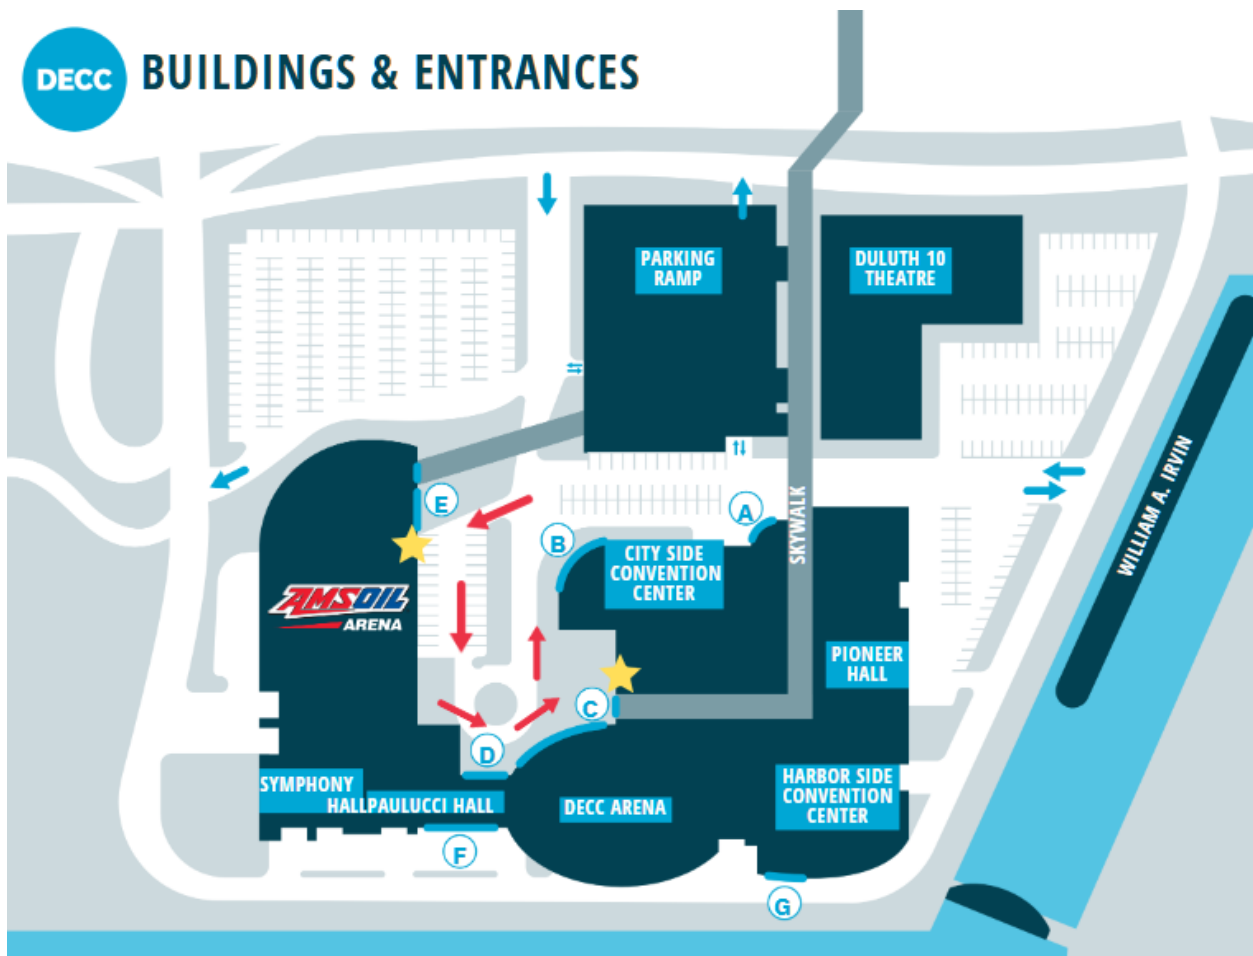 DECC
BUILDINGS & ENTRANCES
PARKING
RAMP
DULUTH 10
THEATRE
E
A
B
CITY SIDE
CONVENTION
CENTER
SKYWALK
WILLIAM A. IRVIN
AMSOIL
ARENA
PIONEER
HALL
C
D
SYMPHONY
HALL
PAULUCCI HALL
DECC ARENA
HARBOR SIDE
CONVENTION
CENTER
F
G